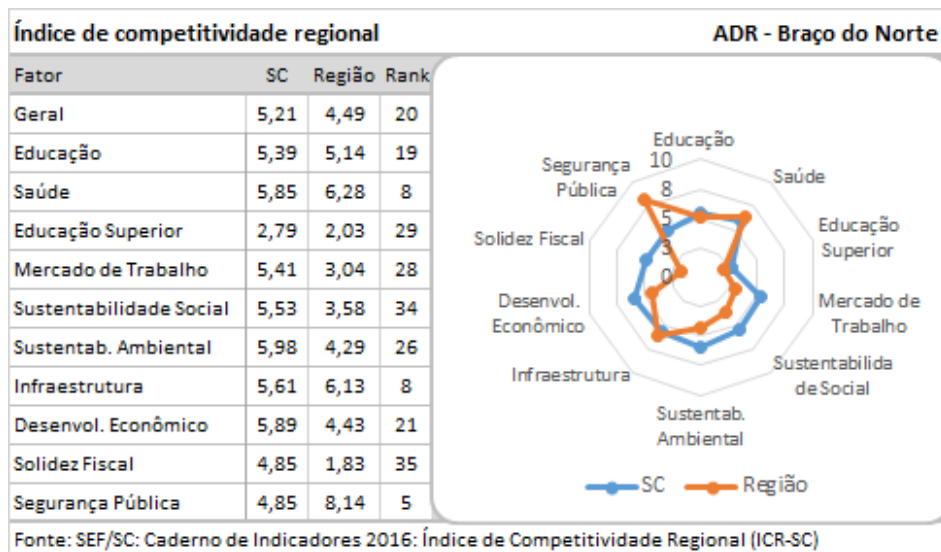 Índice de competitividade regional ADR - Braço do Norte
Fator SC Região Rank
Geral 5,21 4,49 20
Educação 5,39 5,14 19
Saúde 5,85 6,28 8
Educação Superior 2,79 2,03 29
Mercado de Trabalho 5,41 3,04 28
Sustentabilidade Social 5,53 3,58 34
Sustentab. Ambiental 5,98 4,29 26
Infraestrutura 5,61 6,13 8
Desenvol. Econômico 5,89 4,43 21
Solidez Fiscal 4,85 1,83 35
Segurança Pública 4,85 8,14 5
Educação
Saúde
Educação
Superior
Mercado de
Trabalho
Sustentabilida
de Social
Sustentab.
Ambiental
Infraestrutura
Desenvol.
Econômico
Solidez Fiscal
Segurança
Pública
10
8
5
3
0
SC Região
Fonte: SEF/SC: Caderno de Indicadores 2016: Índice de Competitividade Regional (ICR-SC)